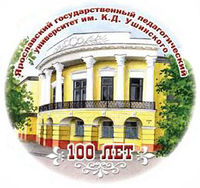 Ярославский государственный педагогический
университет им. К.Д. Ушинского
100 ЛЕТ